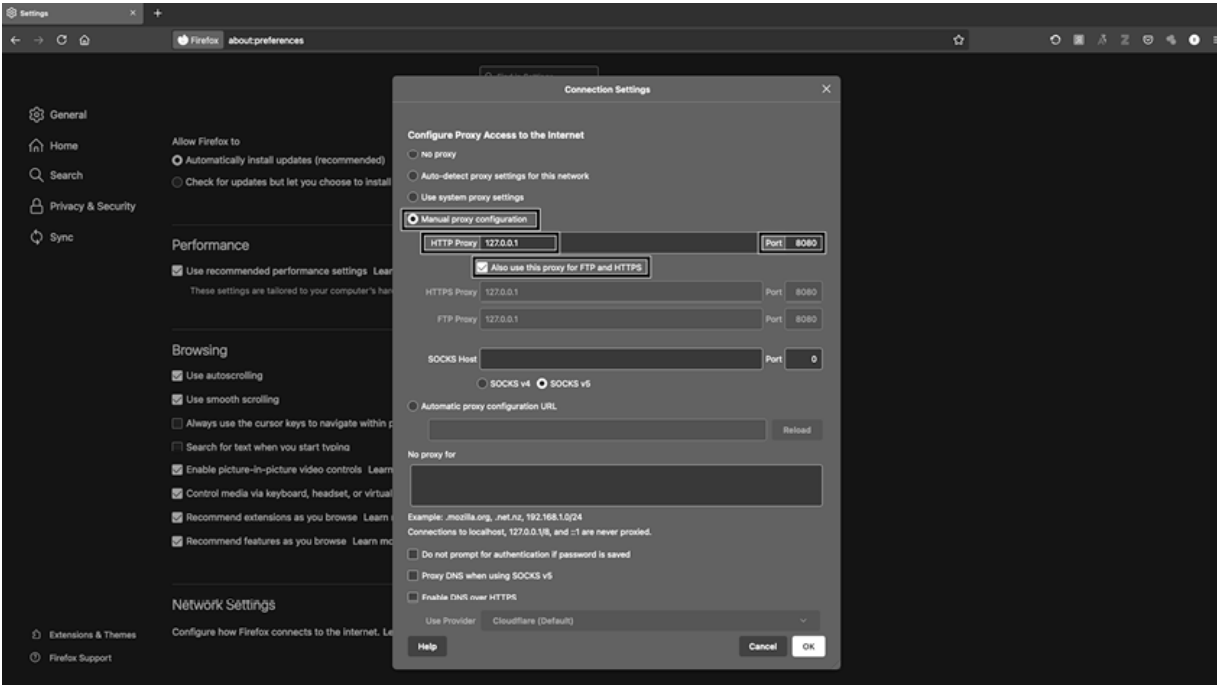 Settings × +
Firefox about:preferences
General
Home
Search
Privacy & Security
Sync
Extensions & Themes
Firefox Support
Allow Firefox to
Automatically install updates (recommended)
Check for updates but let you choose to install
Performance
Use recommended performance settings Lear
These settings are tailored to your computer's har
Browsing
Use autoscrolling
Use smooth scrolling
Always use the cursor keys to navigate within p
Search for text when you start typing
Enable picture-in-picture video controls Learn
Control media via keyboard, headset, or virtual
Recommend extensions as you browse Learn
Recommend features as you browse Learn mo
Network Settings
Configure how Firefox connects to the internet. Le
Connection Settings ×
Configure Proxy Access to the Internet
No proxy
Auto-detect proxy settings for this network
Use system proxy settings
Manual proxy configuration
HTTP Proxy 127.0.0.1 Port 8080
Also use this proxy for FTP and HTTPS
HTTPS Proxy 127.0.0.1 Port 8080
FTP Proxy 127.0.0.1 Port 8080
SOCKS Host Port 0
SOCKS v4 SOCKS v5
Automatic proxy configuration URL
Reload
No proxy for
Example: .mozilla.org, .net.nz, 192.168.1.0/24
Connections to localhost, 127.0.0.1/8, and ::1 are never proxied.
Do not prompt for authentication if password is saved
Proxy DNS when using SOCKS v5
Enable DNS over HTTPS
Use Provider Cloudflare (Default)
Help Cancel OK